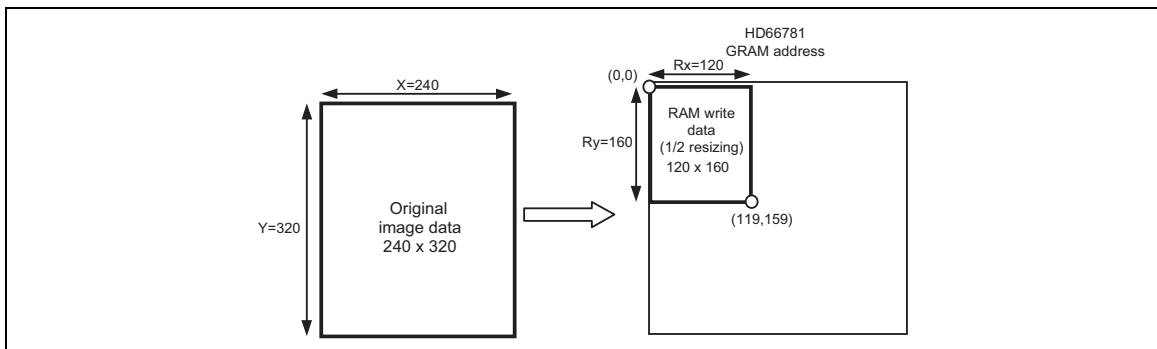 X=240
Y=320
Original
image data
240 x 320
HD66781
GRAM address
Rx=120
(0,0)
Ry=160
RAM write
data
(1/2 resizing)
120 x 160
(119,159)